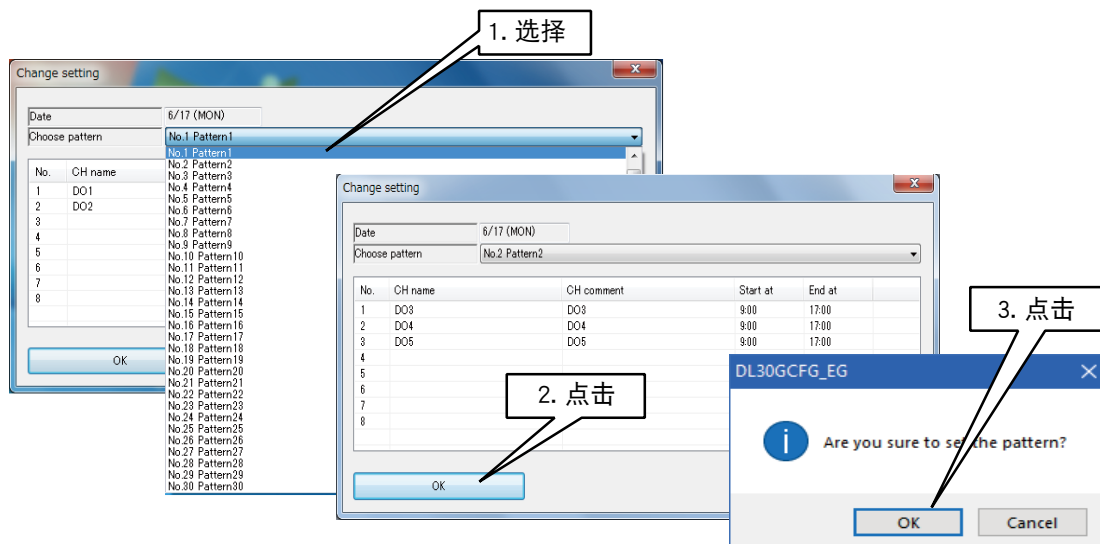 1. 选择
Change setting
Date 6/17 (MON)
Choose pattern No.1 Pattern1
No.1 Pattern1
No.2 Pattern2
No.3 Pattern3
No.4 Pattern4
No.5 Pattern5
No.6 Pattern6
No.7 Pattern7
No.8 Pattern8
No.9 Pattern9
No.10 Pattern10
No.11 Pattern11
No.12 Pattern12
No.13 Pattern13
No.14 Pattern14
No.15 Pattern15
No.16 Pattern16
No.17 Pattern17
No.18 Pattern18
No.19 Pattern19
No.20 Pattern20
No.21 Pattern21
No.22 Pattern22
No.23 Pattern23
No.24 Pattern24
No.25 Pattern25
No.26 Pattern26
No.27 Pattern27
No.28 Pattern28
No.29 Pattern29
No.30 Pattern30
No. CH name
1 DO1
2 DO2
3
4
5
6
7
8
OK
Change setting
Date 6/17 (MON)
Choose pattern No.2 Pattern2
No. CH name CH comment Start at End at
1 DO3 DO3 9:00 17:00
2 DO4 DO4 9:00 17:00
3 DO5 DO5 9:00 17:00
4
5
6
7
8
OK
2. 点击
3. 点击
DL30GCFG_EG
Are you sure to set the pattern?
OK Cancel